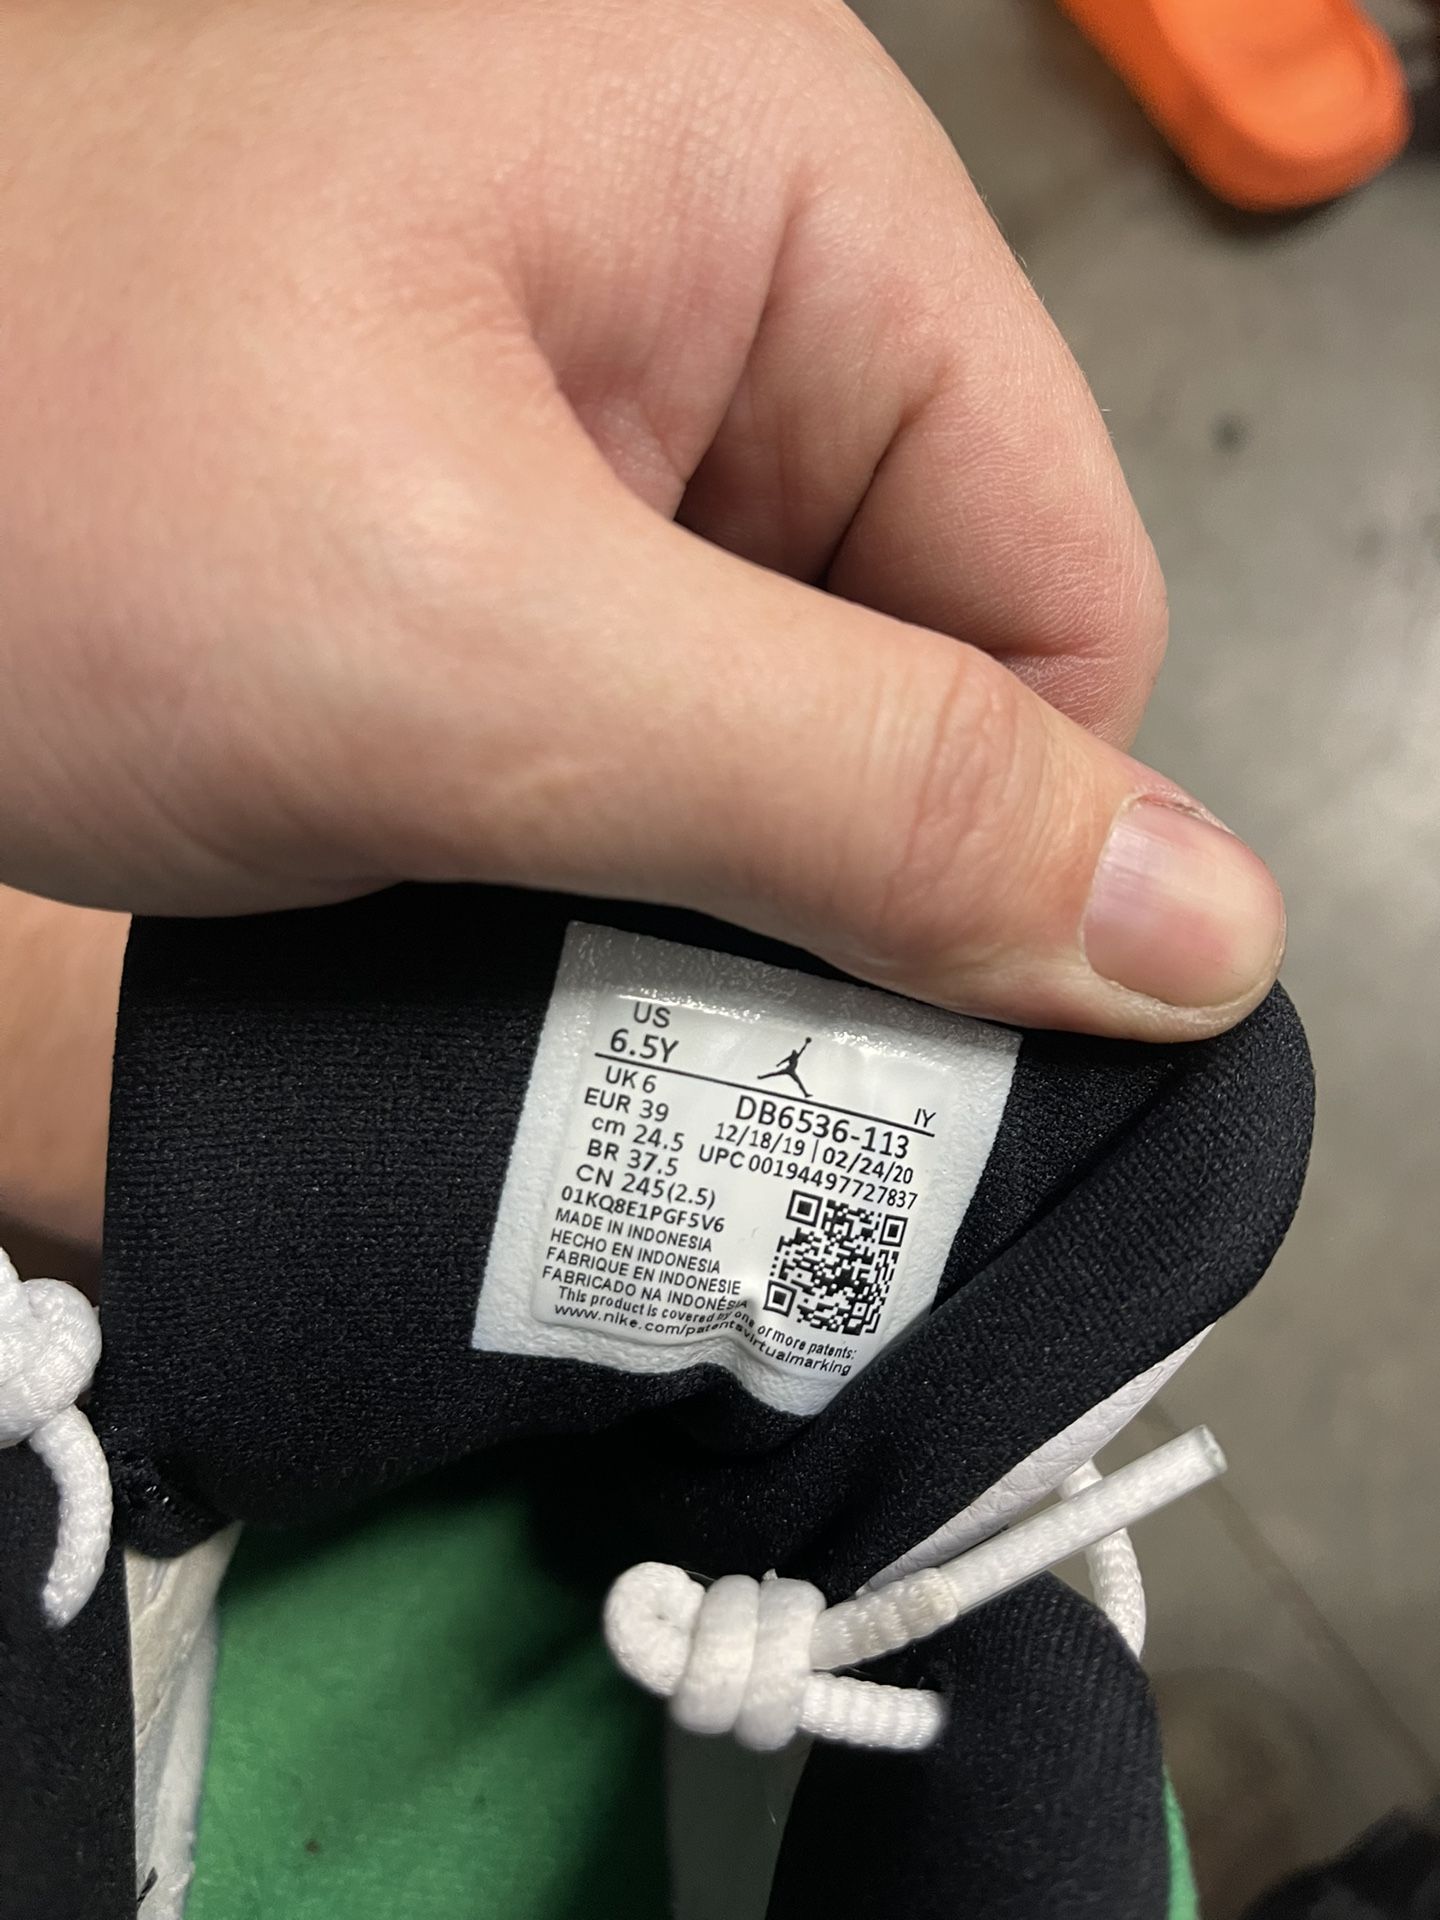 US
6.5Y
UK 6
EUR 39
cm 24.5
BR 37.5
CN 245(2.5)
01KQ8E1PGF5V6
IY
DB6536-113
12/18/19 | 02/24/20
UPC 00194497727837
MADE IN INDONESIA
HECHO EN INDONESIA
FABRIQUE EN INDONESIE
FABRICADO NA INDONÉSIA
This product is covered by one of more patents:
www.nike.com/patentsvirtualmarking